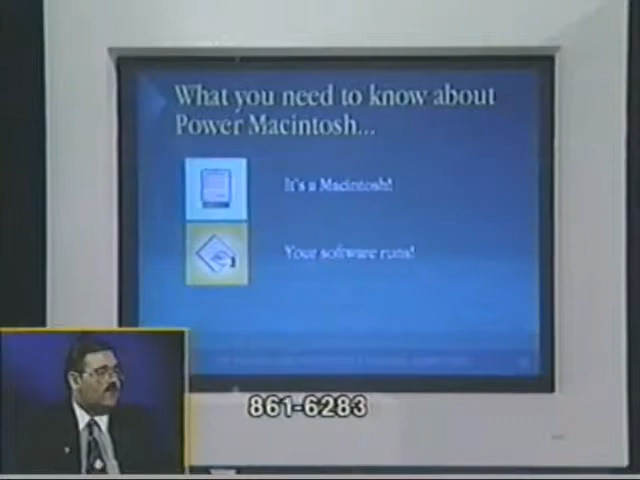 What you need to know about
Power Macintosh...
It's a Macintosh!
Your software runs!
861-6283